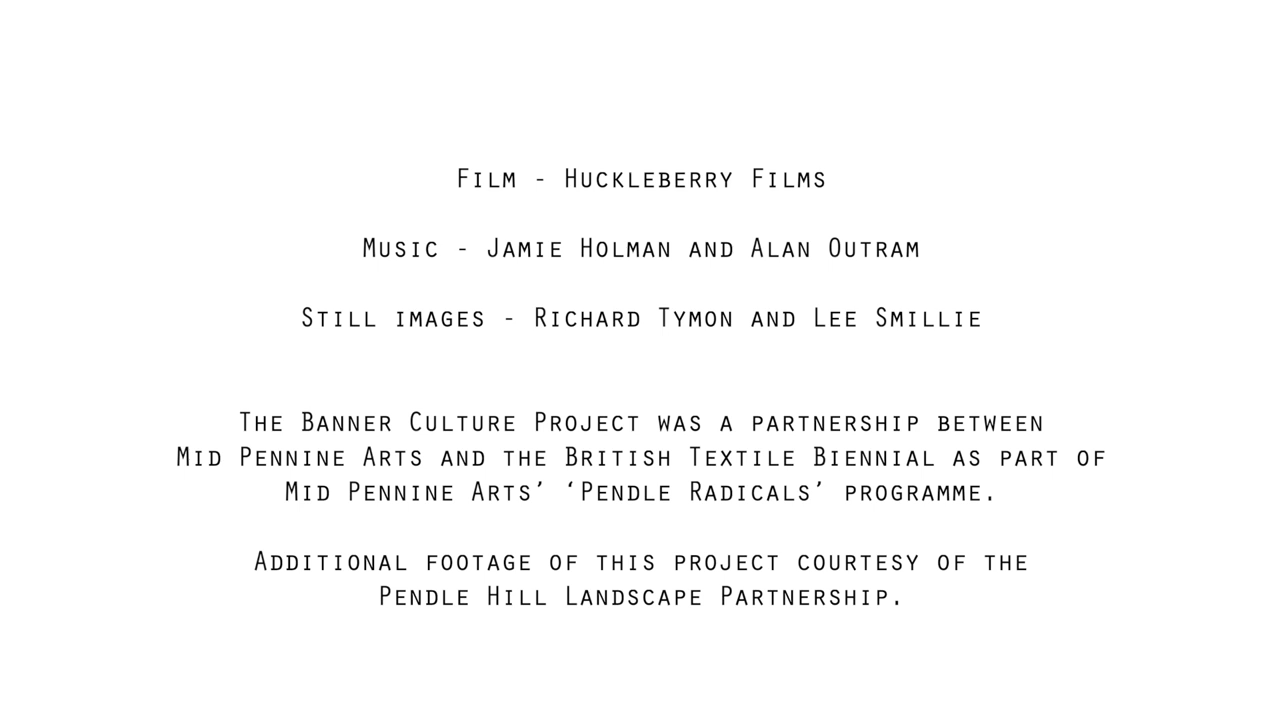 Film - Huckleberry Films
Music - Jamie Holman and Alan Outram
Still images - Richard Tymon and Lee Smillie
The Banner Culture Project was a partnership between
Mid Pennine Arts and the British Textile Biennial as part of
Mid Pennine Arts’ ‘Pendle Radicals’ programme.
Additional footage of this project courtesy of the
Pendle Hill Landscape Partnership.